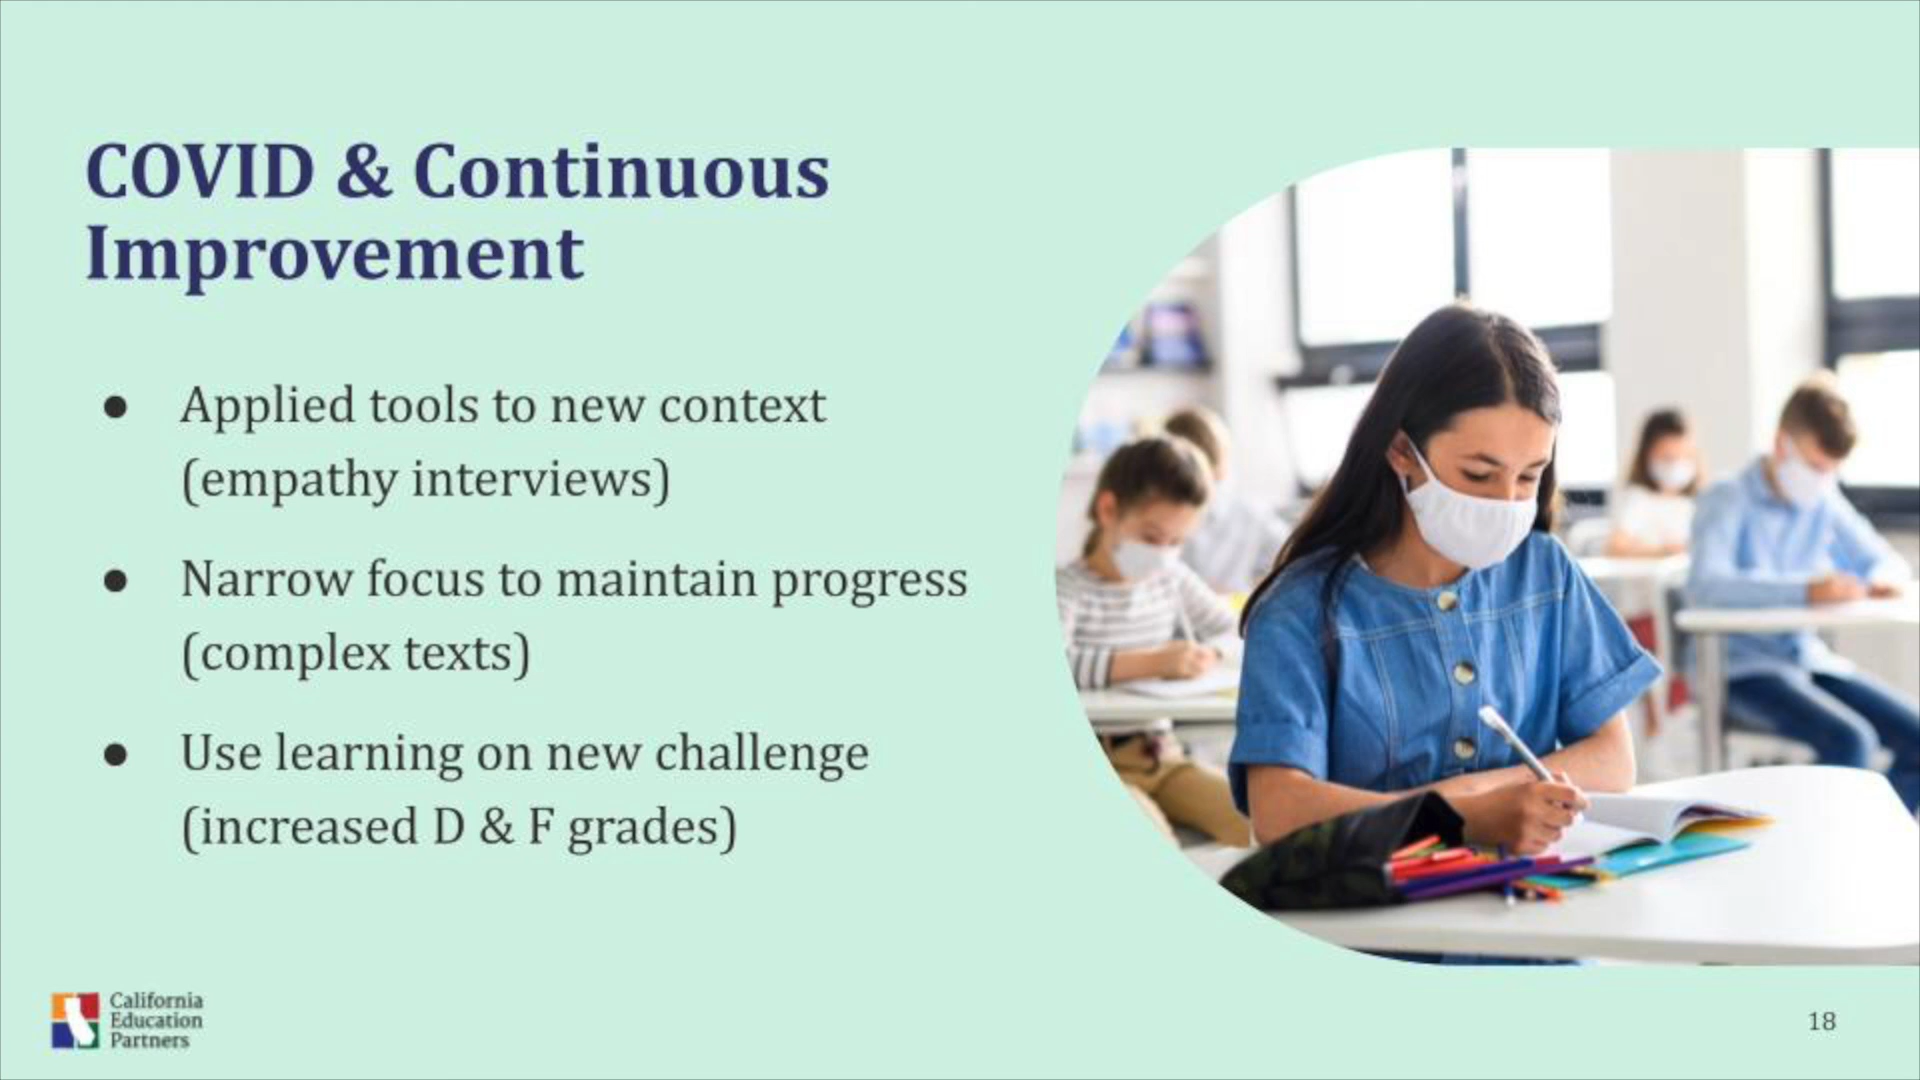 COVID & Continuous
Improvement
● Applied tools to new context
(empathy interviews)
● Narrow focus to maintain progress
(complex texts)
● Use learning on new challenge
(increased D & F grades)
California
Education
Partners
18